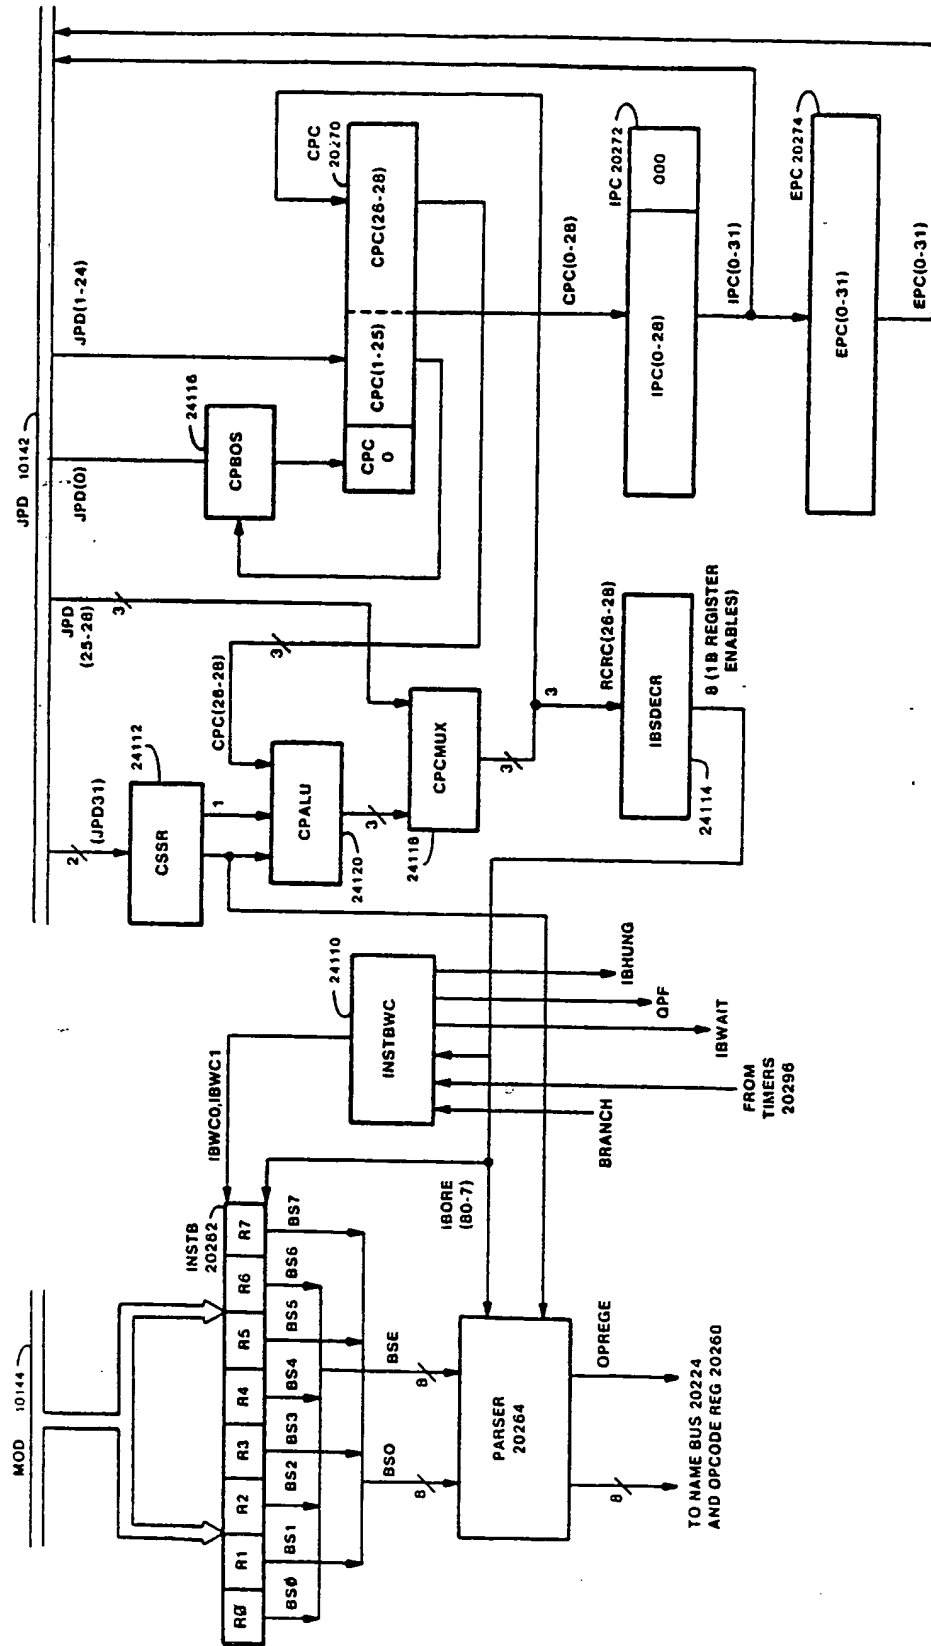 MOD 10144
JPD 10142
INSTB
20262
R0
R1
R2
R3
R4
R5
R6
R7
BS0
BS1
BS2
BS3
BS4
BS5
BS6
BS7
BSO
BSE
8
8
PARSER
20264
8
OPREGE
TO NAME BUS 20224
AND OPCODE REG 20260
IBWC0,IBWC1
24110
INSTBWC
IBORE
(80-7)
BRANCH
FROM
TIMERS
20296
IBWAIT
QPF
IBHUNG
2
(JPD31)
24112
CSSR
1
CPC(26-28)
3
CPALU
24120
3
JPD
(25-28)
3
CPCMUX
24118
3
3
RCRC(26-28)
IBSDECR
24114
8 (1B REGISTER
ENABLES)
JPD(0)
24116
CPBOS
JPD(1-24)
CPC
20270
CPC
0
CPC(1-25)
CPC(26-28)
CPC(0-28)
IPC 20272
IPC(0-28)
000
IPC(0-31)
EPC 20274
EPC(0-31)
EPC(0-31)